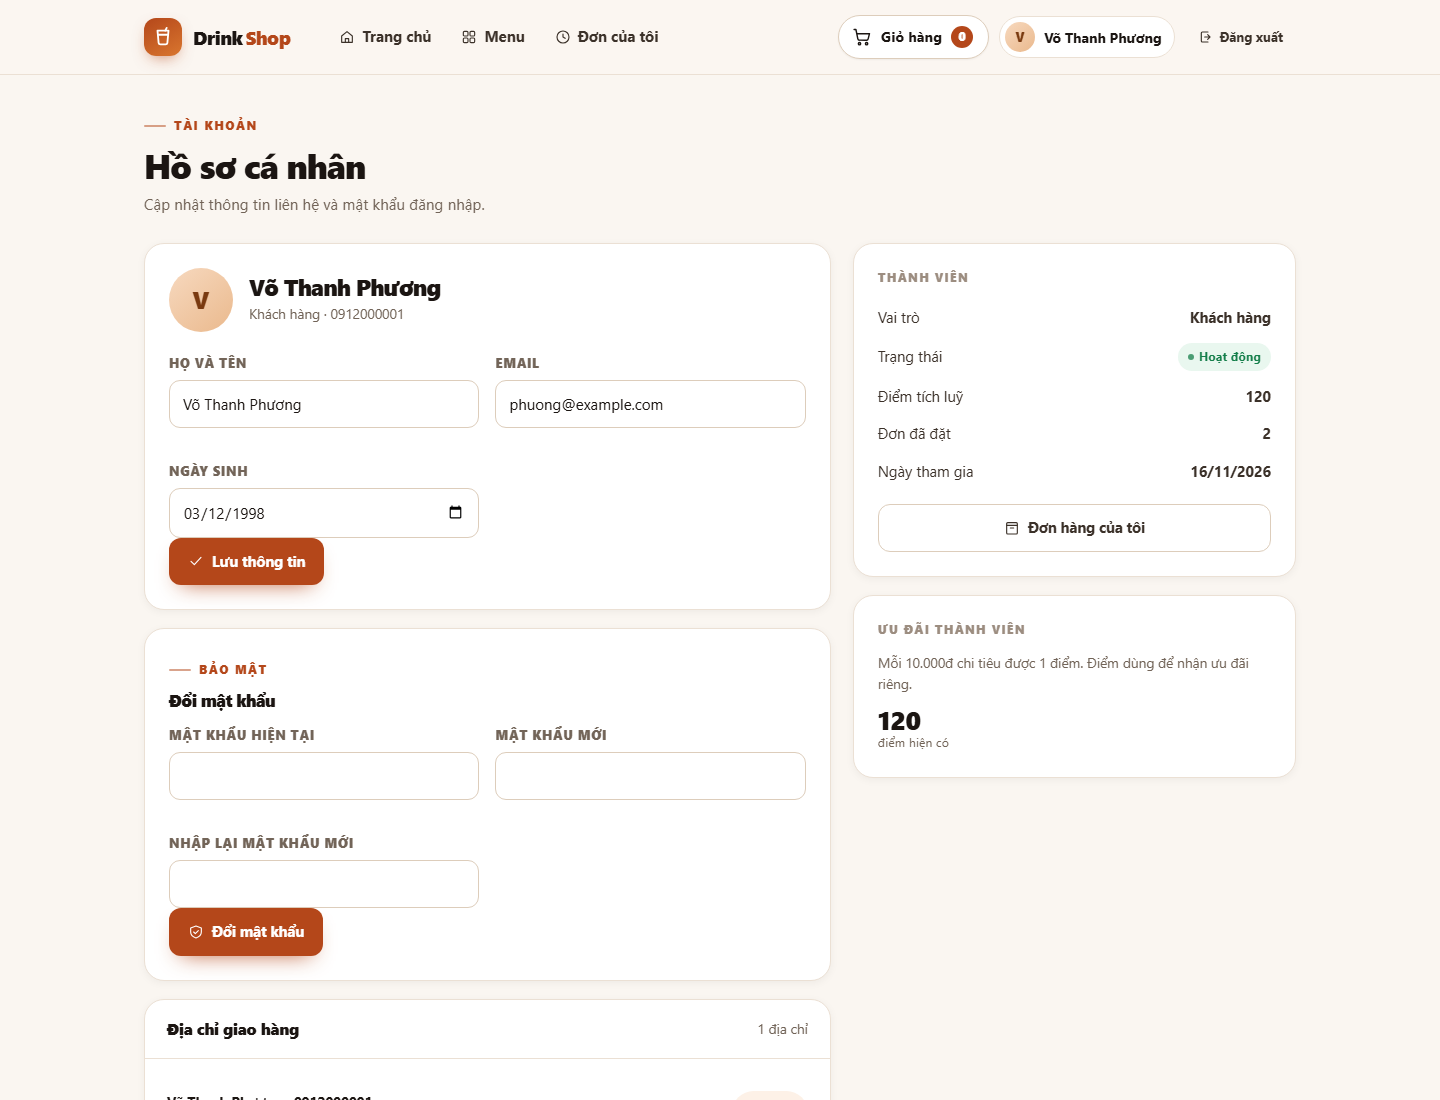 Drink Shop
Trang chủ
Menu
Đơn của tôi
Giỏ hàng 0
V Võ Thanh Phương
Đăng xuất
TÀI KHOẢN
Hồ sơ cá nhân
Cập nhật thông tin liên hệ và mật khẩu đăng nhập.
V
Võ Thanh Phương
Khách hàng · 0912000001
HỌ VÀ TÊN
Võ Thanh Phương
EMAIL
phuong@example.com
NGÀY SINH
03/12/1998
Lưu thông tin
BẢO MẬT
Đổi mật khẩu
MẬT KHẨU HIỆN TẠI
MẬT KHẨU MỚI
NHẬP LẠI MẬT KHẨU MỚI
Đổi mật khẩu
Địa chỉ giao hàng
1 địa chỉ
THÀNH VIÊN
Vai trò
Khách hàng
Trạng thái
Hoạt động
Điểm tích luỹ
120
Đơn đã đặt
2
Ngày tham gia
16/11/2026
Đơn hàng của tôi
ƯU ĐÃI THÀNH VIÊN
Mỗi 10.000đ chi tiêu được 1 điểm. Điểm dùng để nhận ưu đãi
riêng.
120
điểm hiện có